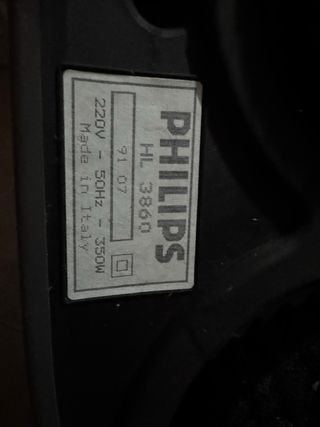 PHILIPS
HL 3860
91 07
220V - 50Hz - 350W
Made in Italy